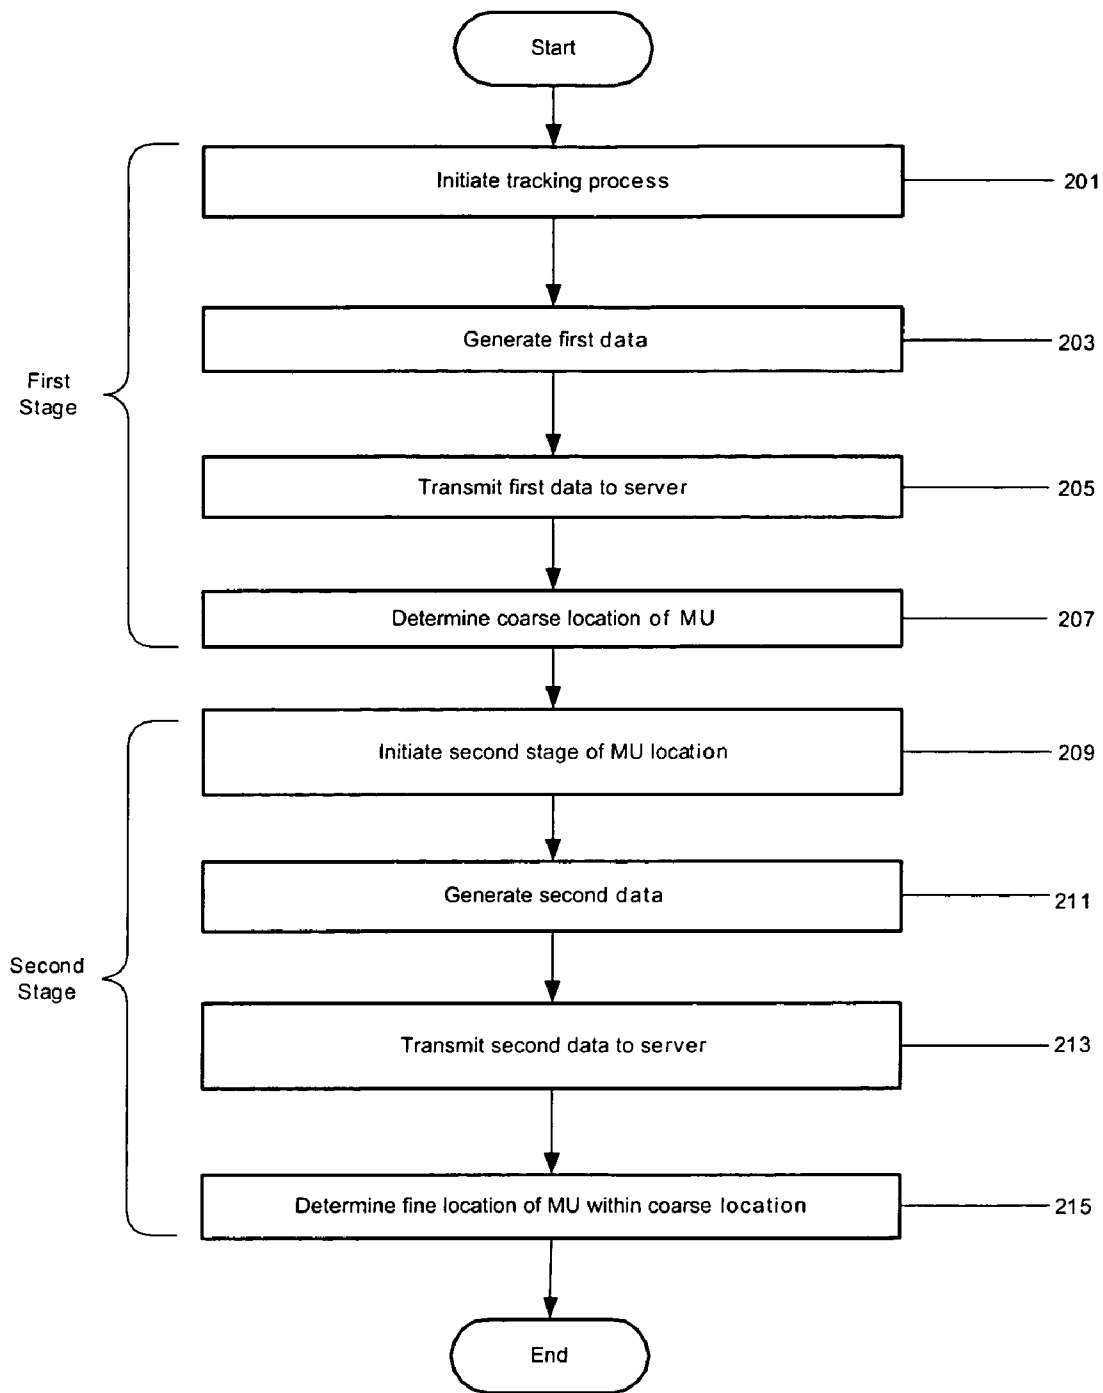 Start
Initiate tracking process
201
Generate first data
203
First
Stage
Transmit first data to server
205
Determine coarse location of MU
207
Initiate second stage of MU location
209
Generate second data
211
Second
Stage
Transmit second data to server
213
Determine fine location of MU within coarse location
215
End